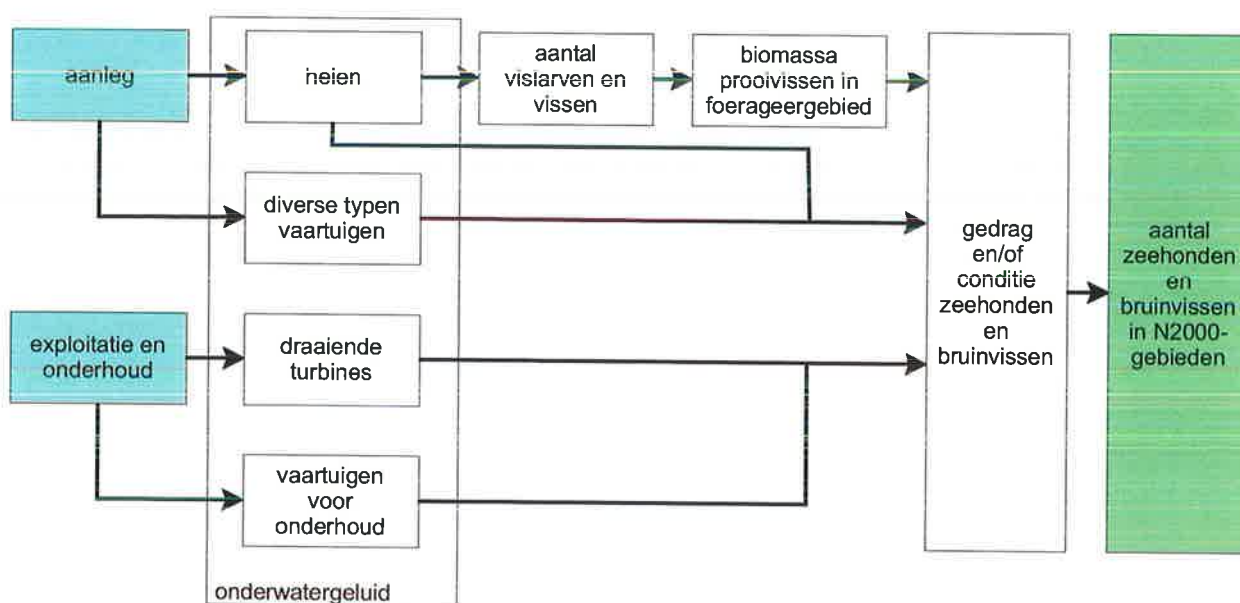 aanleg
heien
aantal
vislarven en
vissen
biomassa
prooivissen in
foerageergebied
diverse typen
vaartuigen
exploitatie en
onderhoud
draaiende
turbines
vaartuigen
voor
onderhoud
onderwatergeluid
gedrag
en/of
conditie
zeehonden
en
bruinvissen
aantal
zeehonden
en
bruinvissen
in N2000-
gebieden